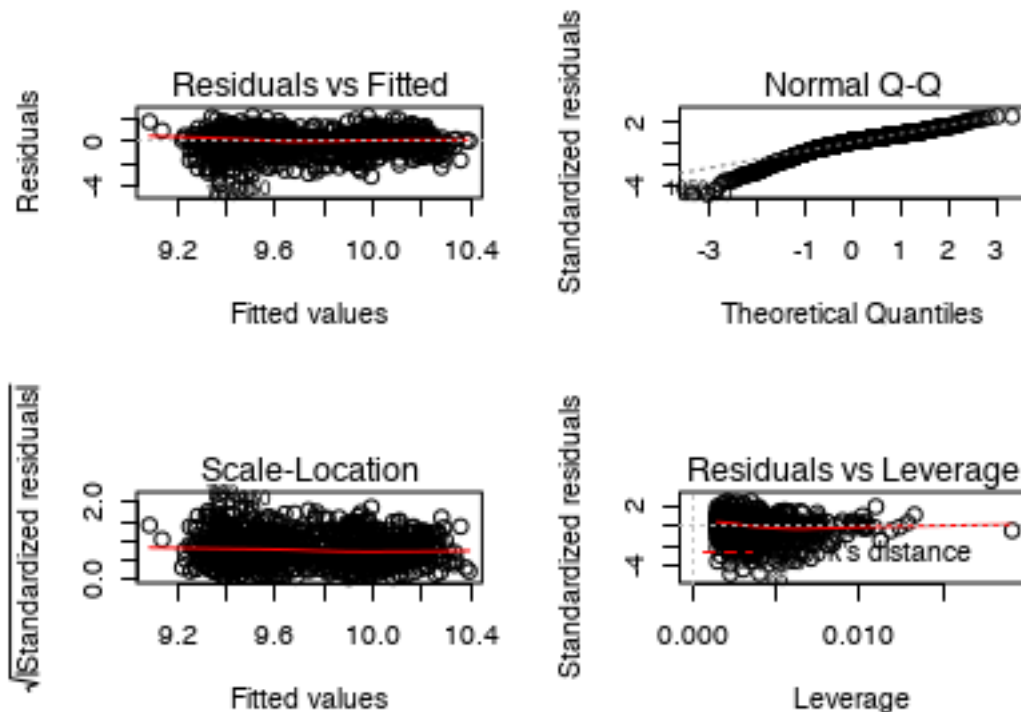 Residuals vs Fitted
Residuals
0
-4
9.2 9.6 10.0 10.4
Fitted values
Normal Q-Q
Standardized residuals
2
-4
-3 -1 0 1 2 3
Theoretical Quantiles
Scale-Location
√|Standardized residuals|
2.0
0.0
9.2 9.6 10.0 10.4
Fitted values
Residuals vs Leverage
Standardized residuals
2
-4
distance
0.000 0.010
Leverage